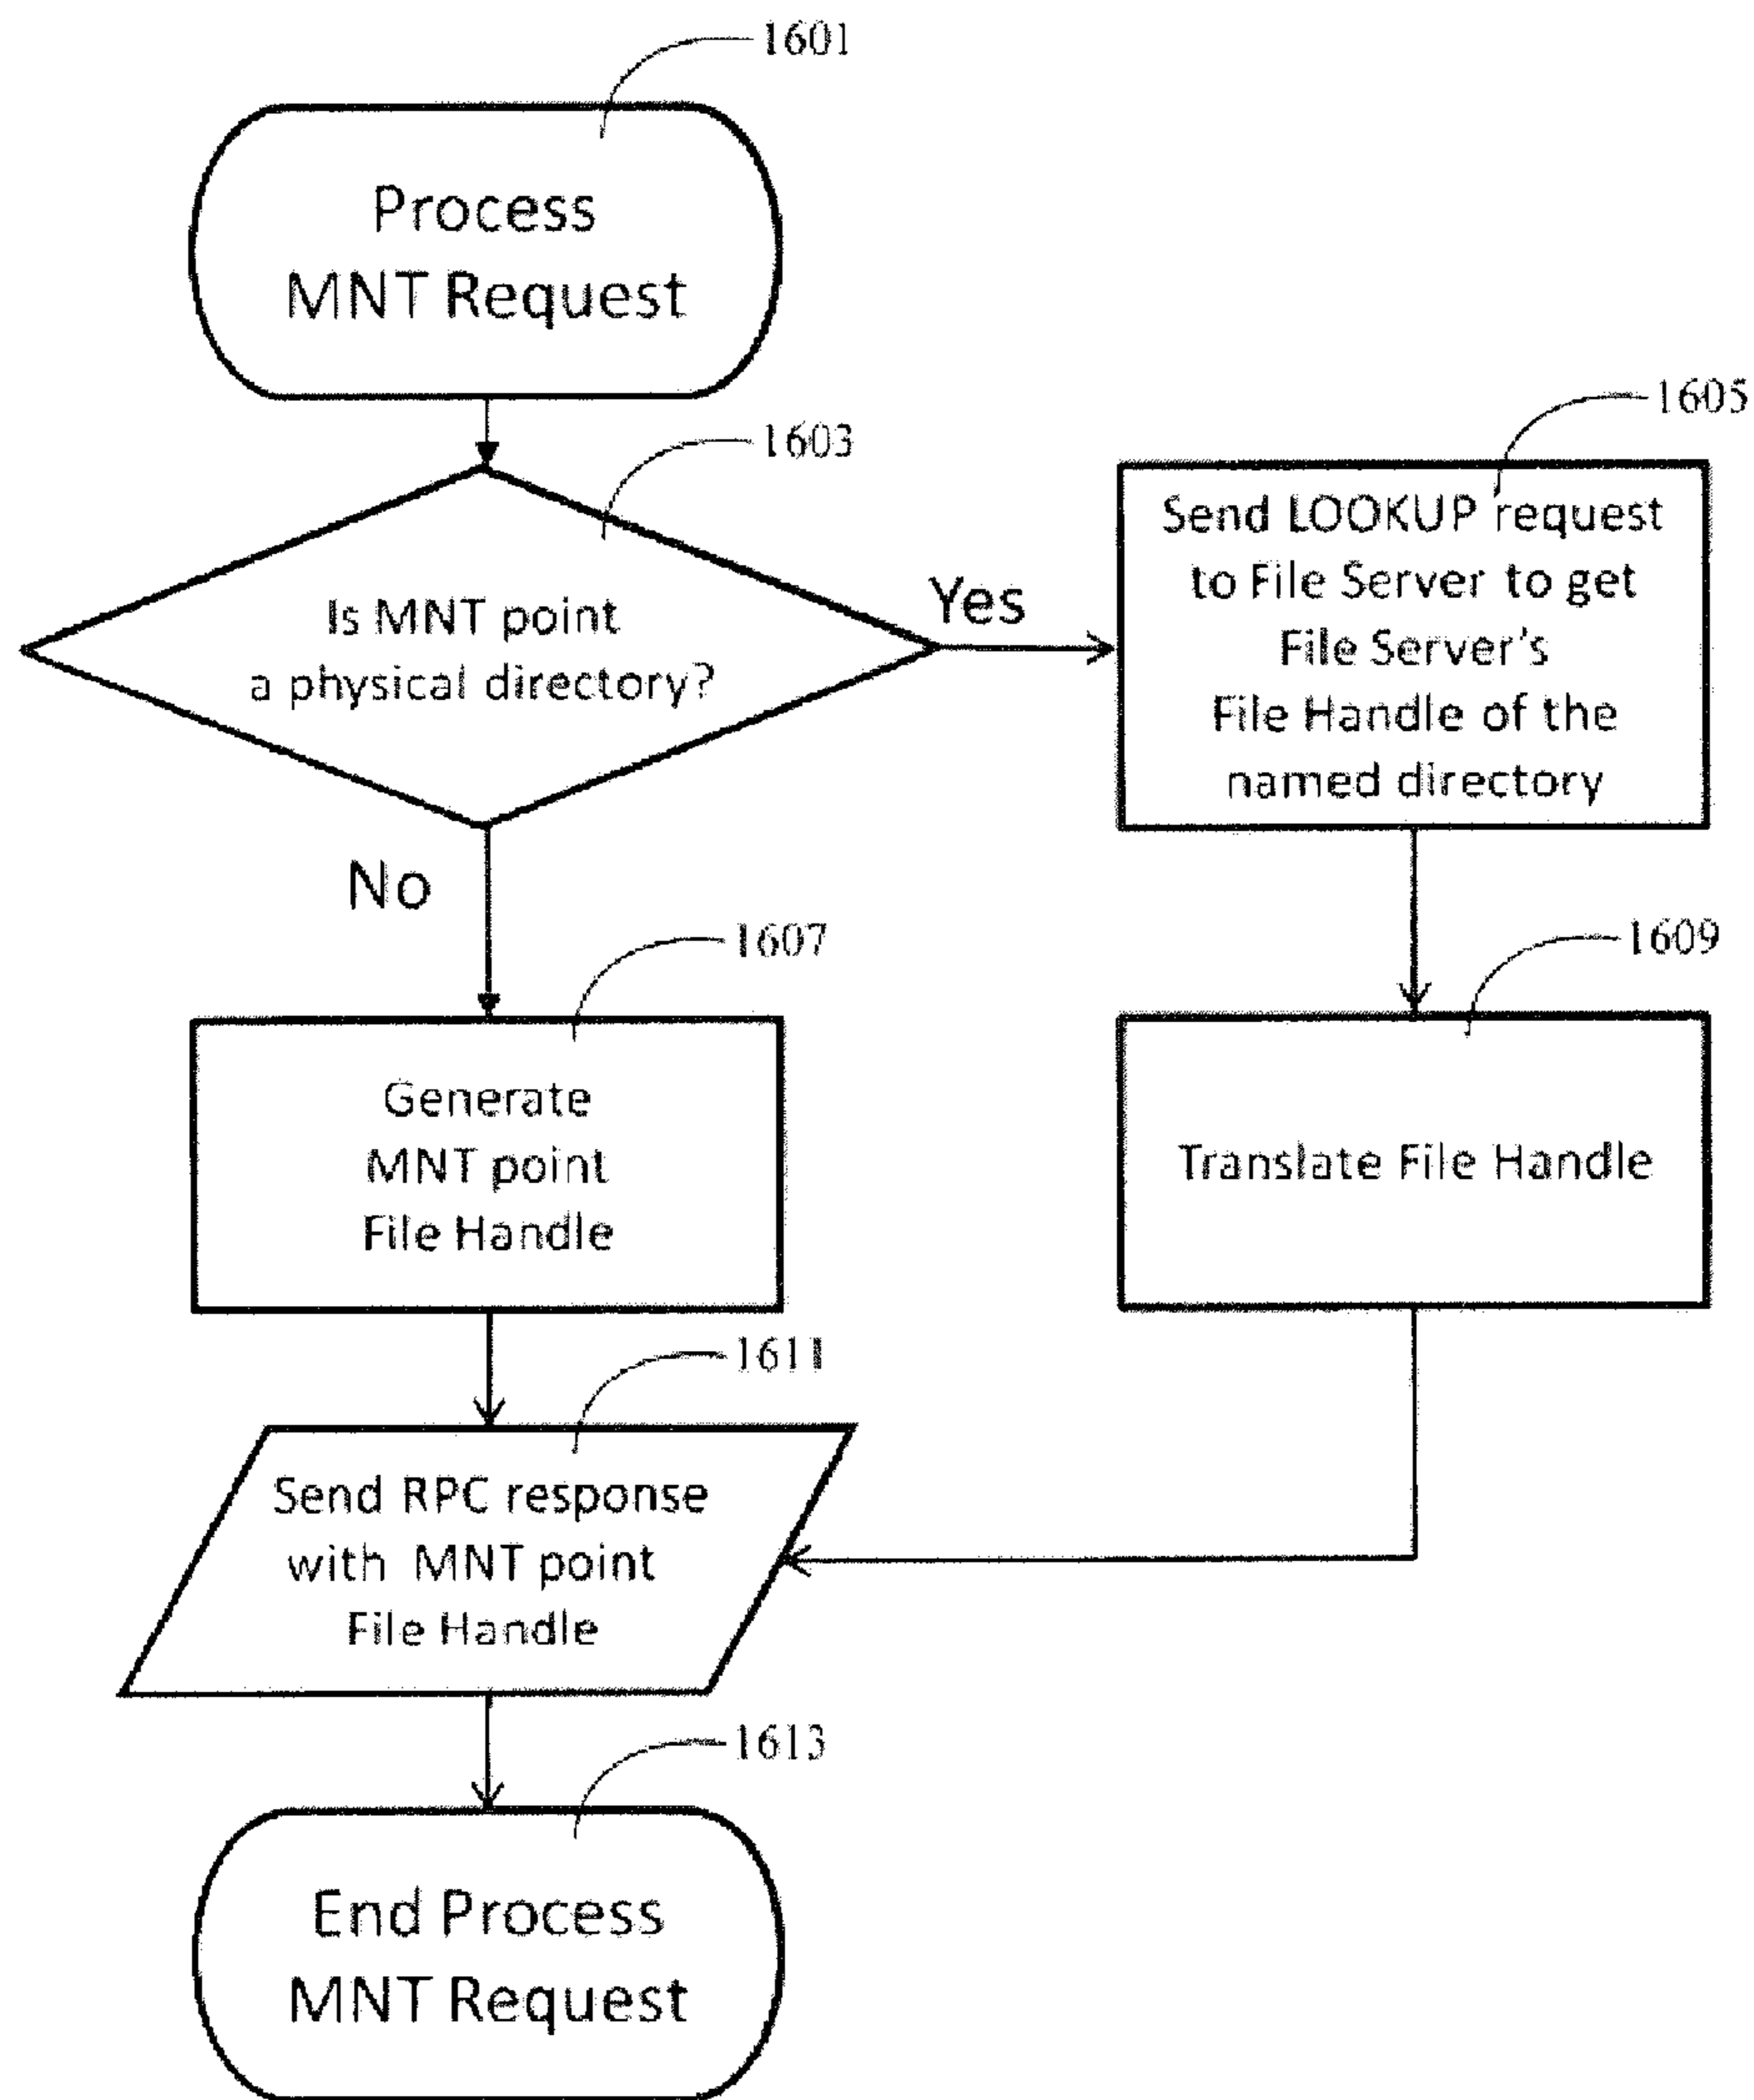 1601
Process
MNT Request
1603
Is MNT point
a physical directory?
Yes
No
1605
Send LOOKUP request
to File Server to get
File Server's
File Handle of the
named directory
1607
Generate
MNT point
File Handle
1609
Translate File Handle
1611
Send RPC response
with MNT point
File Handle
1613
End Process
MNT Request